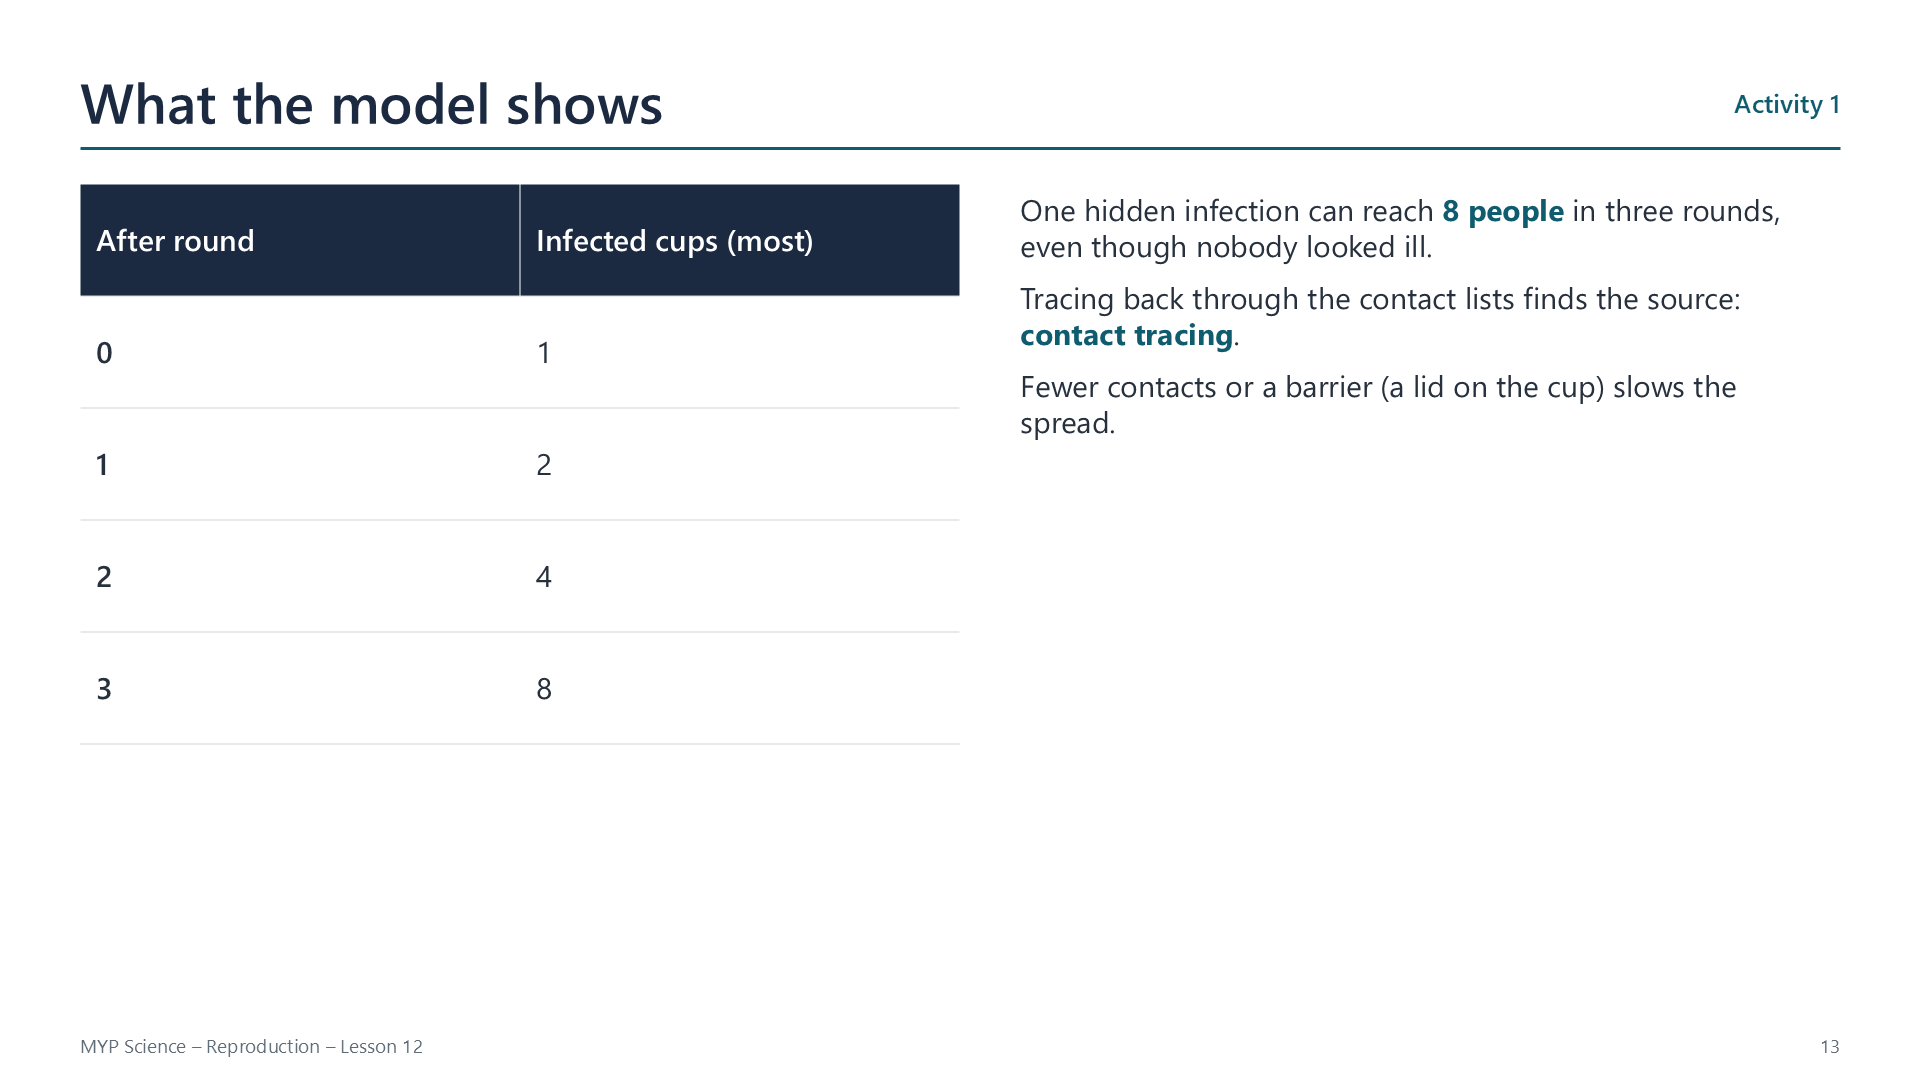 What the model shows
Activity 1
After round
Infected cups (most)
0
1
1
2
2
4
3
8
One hidden infection can reach 8 people in three rounds,
even though nobody looked ill.
Tracing back through the contact lists finds the source:
contact tracing.
Fewer contacts or a barrier (a lid on the cup) slows the
spread.
MYP Science – Reproduction – Lesson 12
13